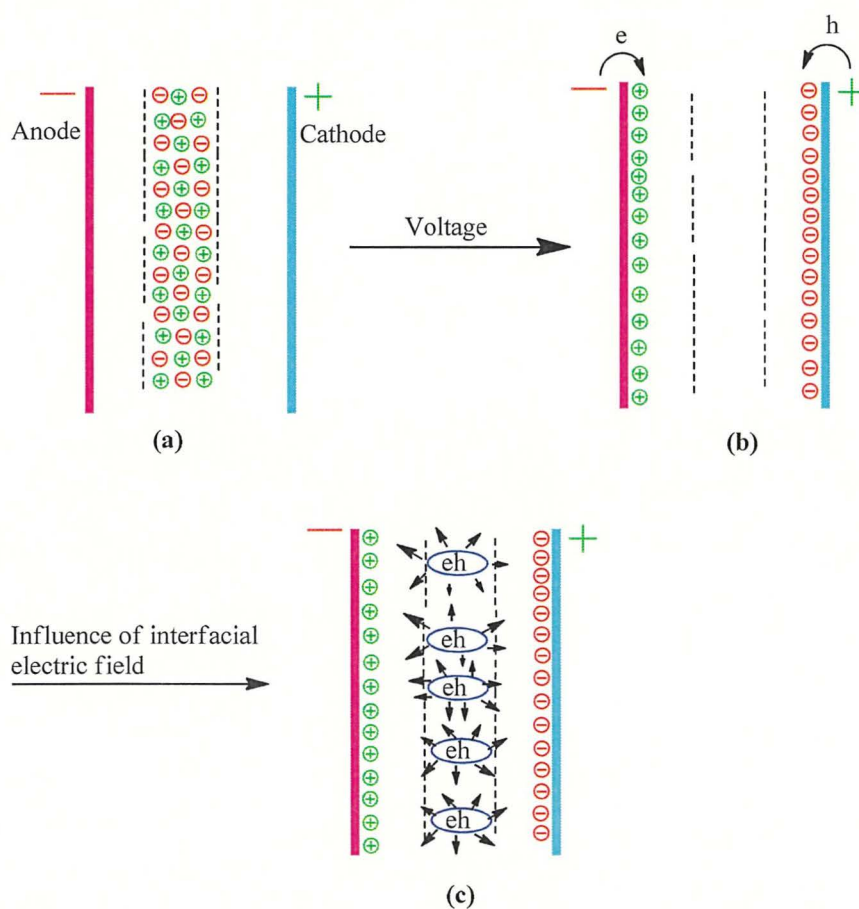 e
h
− +
Anode
Cathode
− +
Voltage
(a)
(b)
− +
eh
Influence of interfacial
electric field
eh
eh
eh
eh
(c)